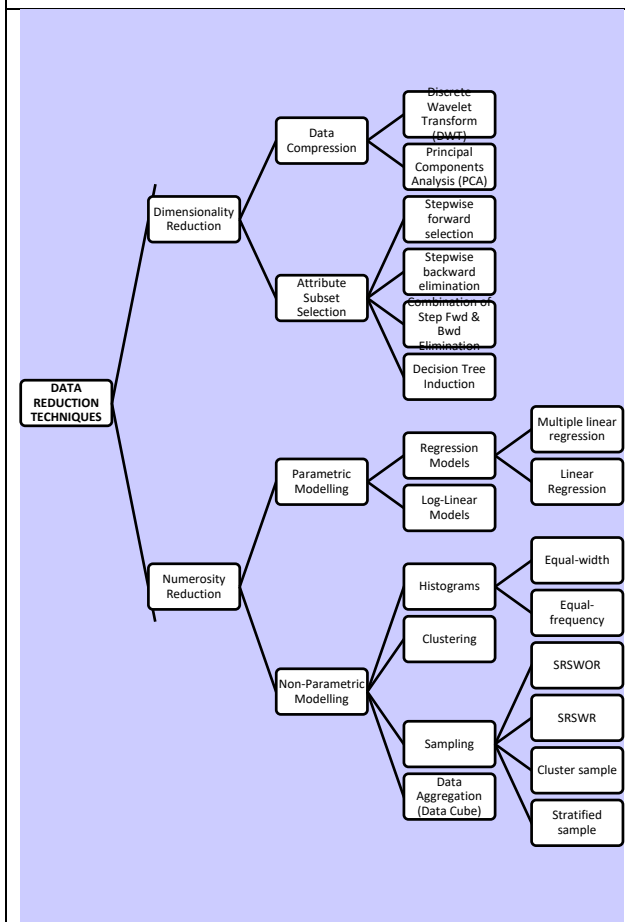 DATA
REDUCTION
TECHNIQUES
Dimensionality
Reduction
Data
Compression
Discrete
Wavelet
Transform
(DWT)
Principal
Components
Analysis (PCA)
Attribute
Subset
Selection
Stepwise
forward
selection
Stepwise
backward
elimination
Combination of
Step Fwd &
Bwd
Elimination
Decision Tree
Induction
Numerosity
Reduction
Parametric
Modelling
Regression
Models
Multiple linear
regression
Linear
Regression
Log-Linear
Models
Non-Parametric
Modelling
Histograms
Equal-width
Equal-
frequency
Clustering
Sampling
SRSWOR
SRSWR
Cluster sample
Stratified
sample
Data
Aggregation
(Data Cube)